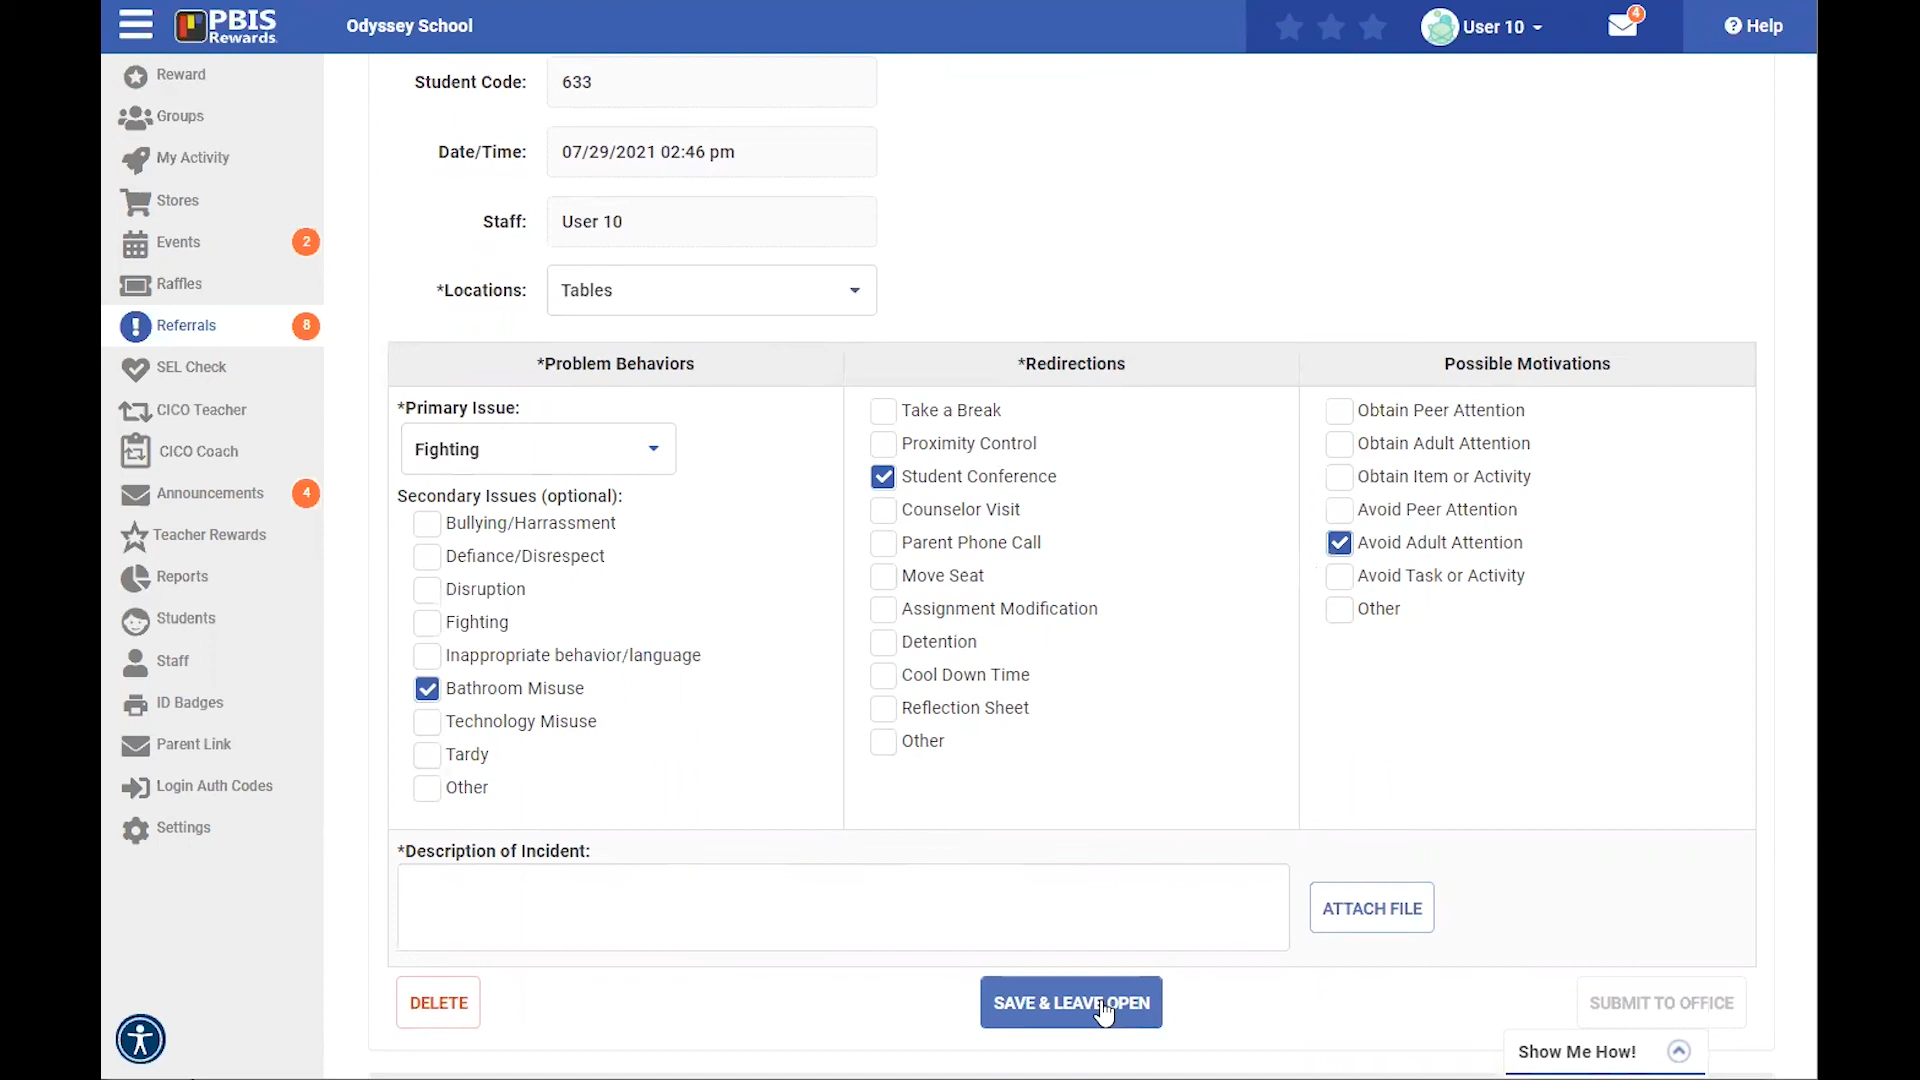 PBIS
Rewards
Odyssey School
User 10
4
Help
Reward
Groups
My Activity
Stores
Events
2
Raffles
Referrals
8
SEL Check
CICO Teacher
CICO Coach
Announcements
4
Teacher Rewards
Reports
Students
Staff
ID Badges
Parent Link
Login Auth Codes
Settings
Student Code:
633
Date/Time:
07/29/2021 02:46 pm
Staff:
User 10
*Locations:
Tables
*Problem Behaviors
*Redirections
Possible Motivations
*Primary Issue:
Fighting
Secondary Issues (optional):
Bullying/Harrassment
Defiance/Disrespect
Disruption
Fighting
Inappropriate behavior/language
Bathroom Misuse
Technology Misuse
Tardy
Other
Take a Break
Proximity Control
Student Conference
Counselor Visit
Parent Phone Call
Move Seat
Assignment Modification
Detention
Cool Down Time
Reflection Sheet
Other
Obtain Peer Attention
Obtain Adult Attention
Obtain Item or Activity
Avoid Peer Attention
Avoid Adult Attention
Avoid Task or Activity
Other
*Description of Incident:
ATTACH FILE
DELETE
SAVE & LEAVE OPEN
SUBMIT TO OFFICE
Show Me How!